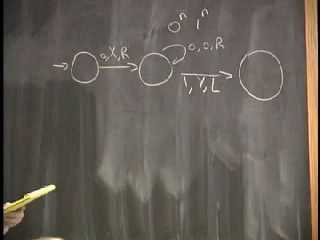 0ⁿ 1ⁿ
0, X, R
0, 0, R
1, Y, L